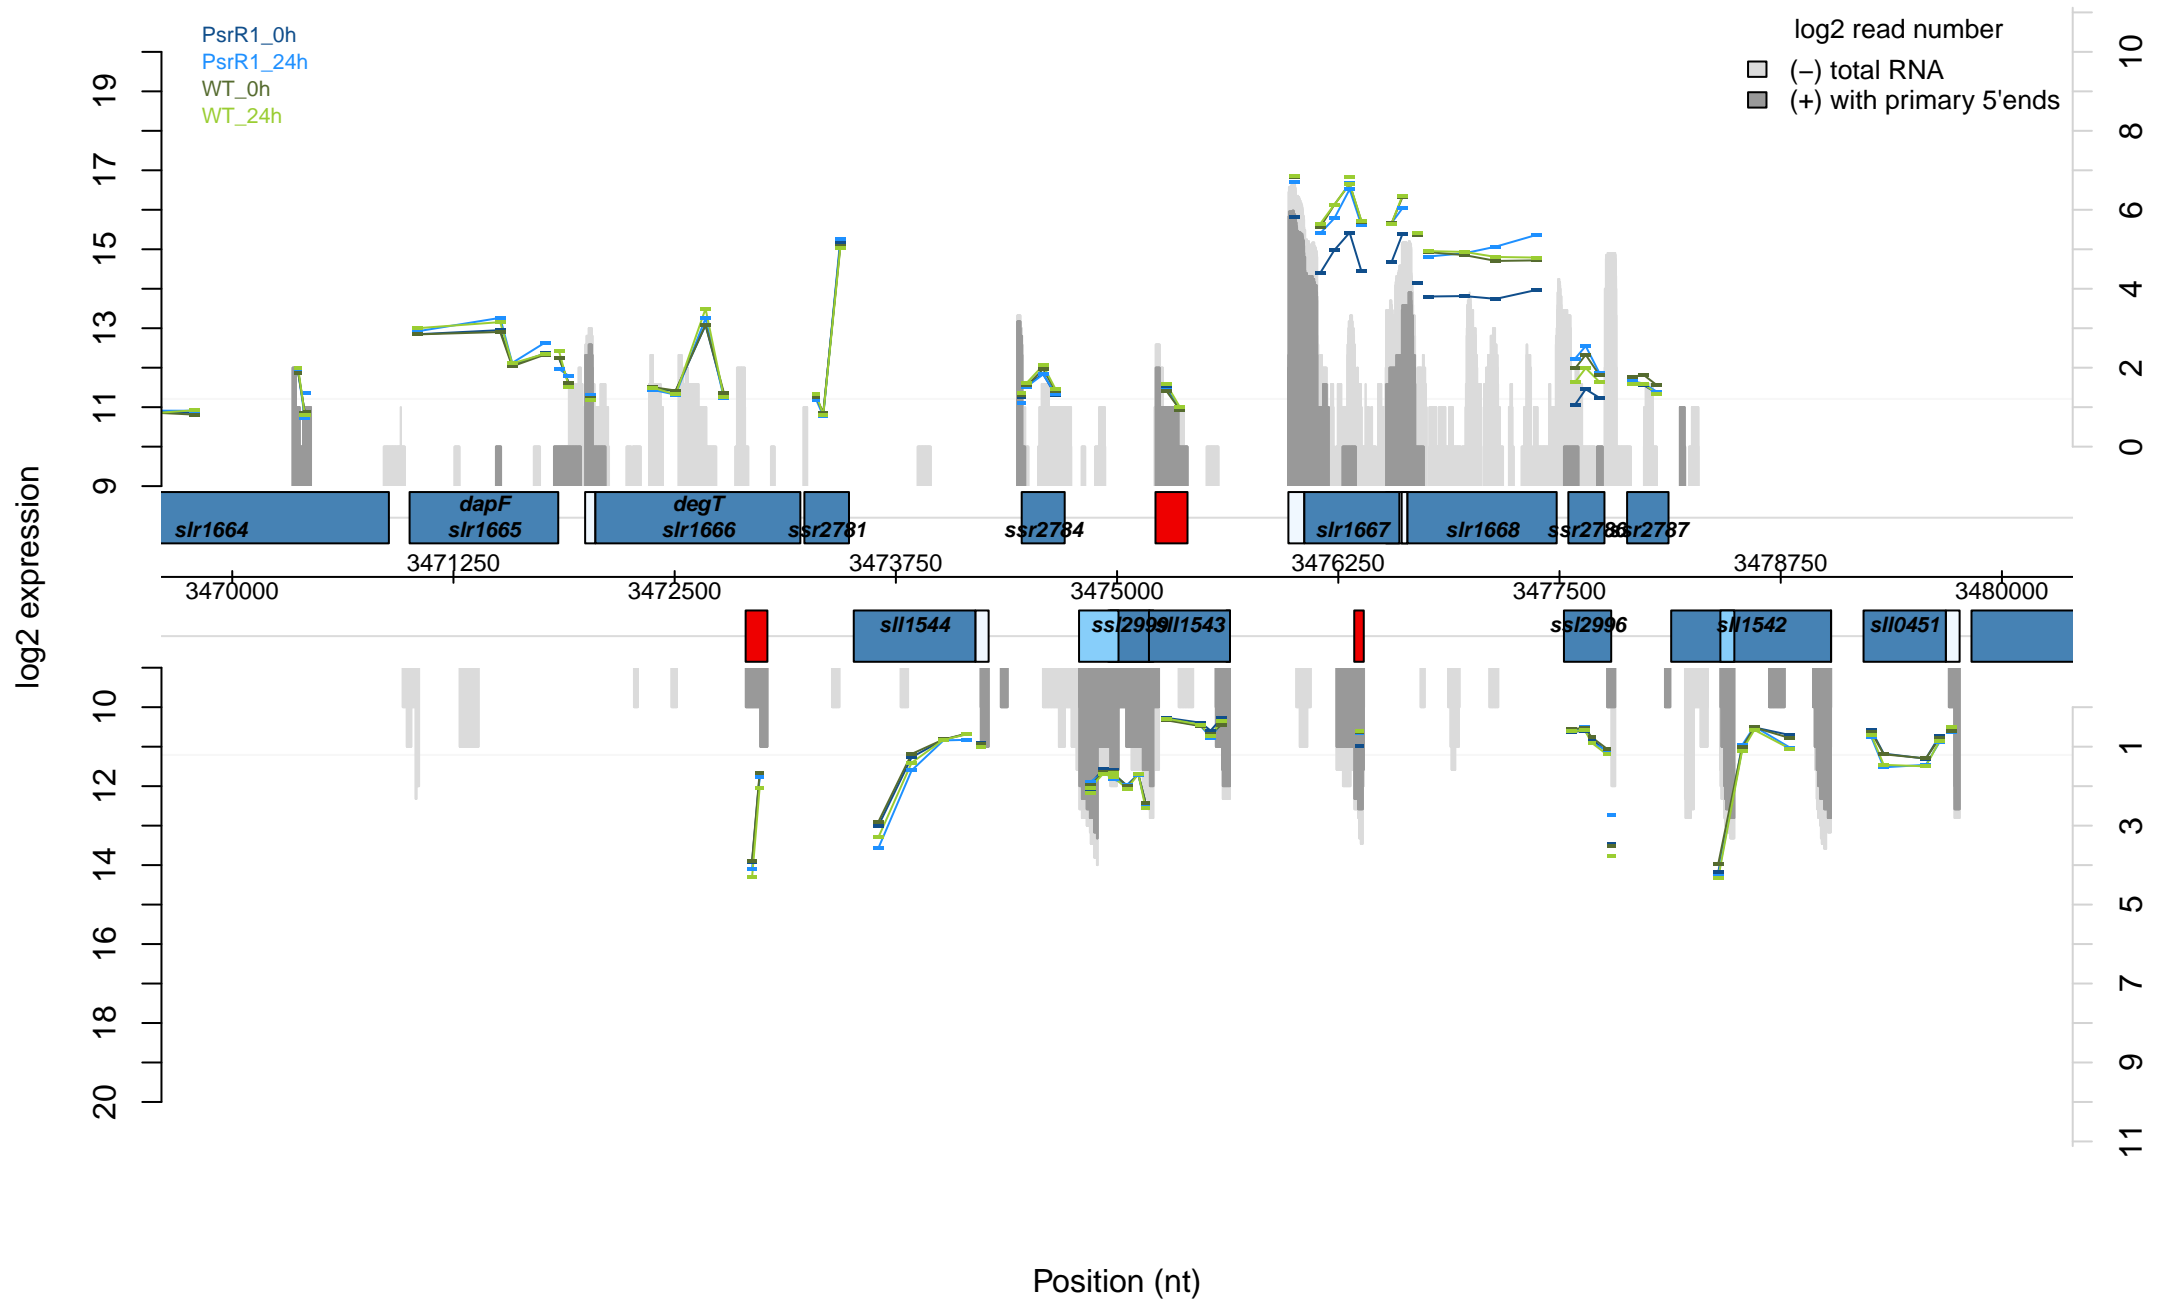 PsrR1_0h
PsrR1_24h
WT_0h
WT_24h
log2 read number
(−) total RNA
(+) with primary 5'ends
19
17
15
13
11
9
10
8
6
4
2
0
log2 expression
dapF
degT
slr1664
slr1665
slr1666
ssr2781
ssr2784
slr1667
slr1668
ssr2786
ssr2787
3471250
3473750
3476250
3478750
3470000
3472500
3475000
3477500
3480000
sll1544
ssl2999
sll1543
ssl2996
sll1542
sll0451
10
12
14
16
18
20
1
3
5
7
9
11
Position (nt)